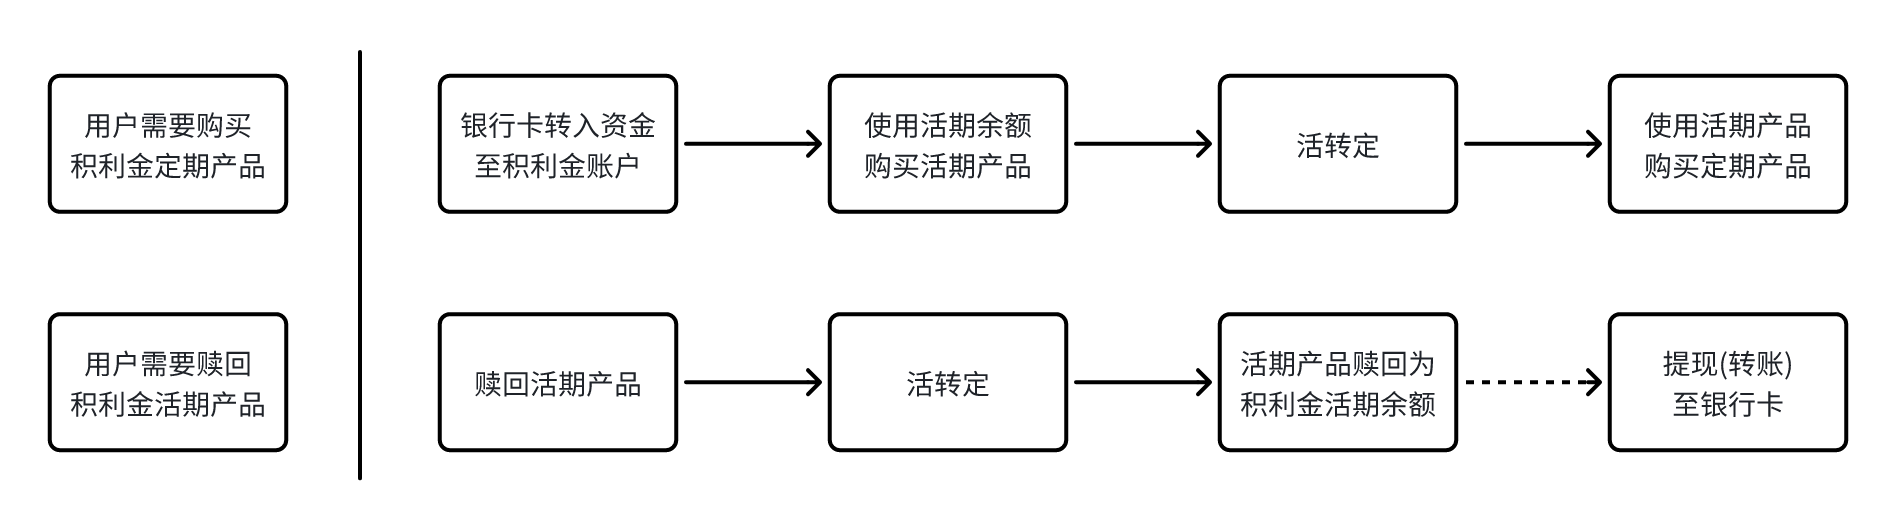 用户需要购买
积利金定期产品
银行卡转入资金
至积利金账户
使用活期余额
购买活期产品
活转定
使用活期产品
购买定期产品
用户需要赎回
积利金活期产品
赎回活期产品
活转定
活期产品赎回为
积利金活期余额
提现(转账)
至银行卡